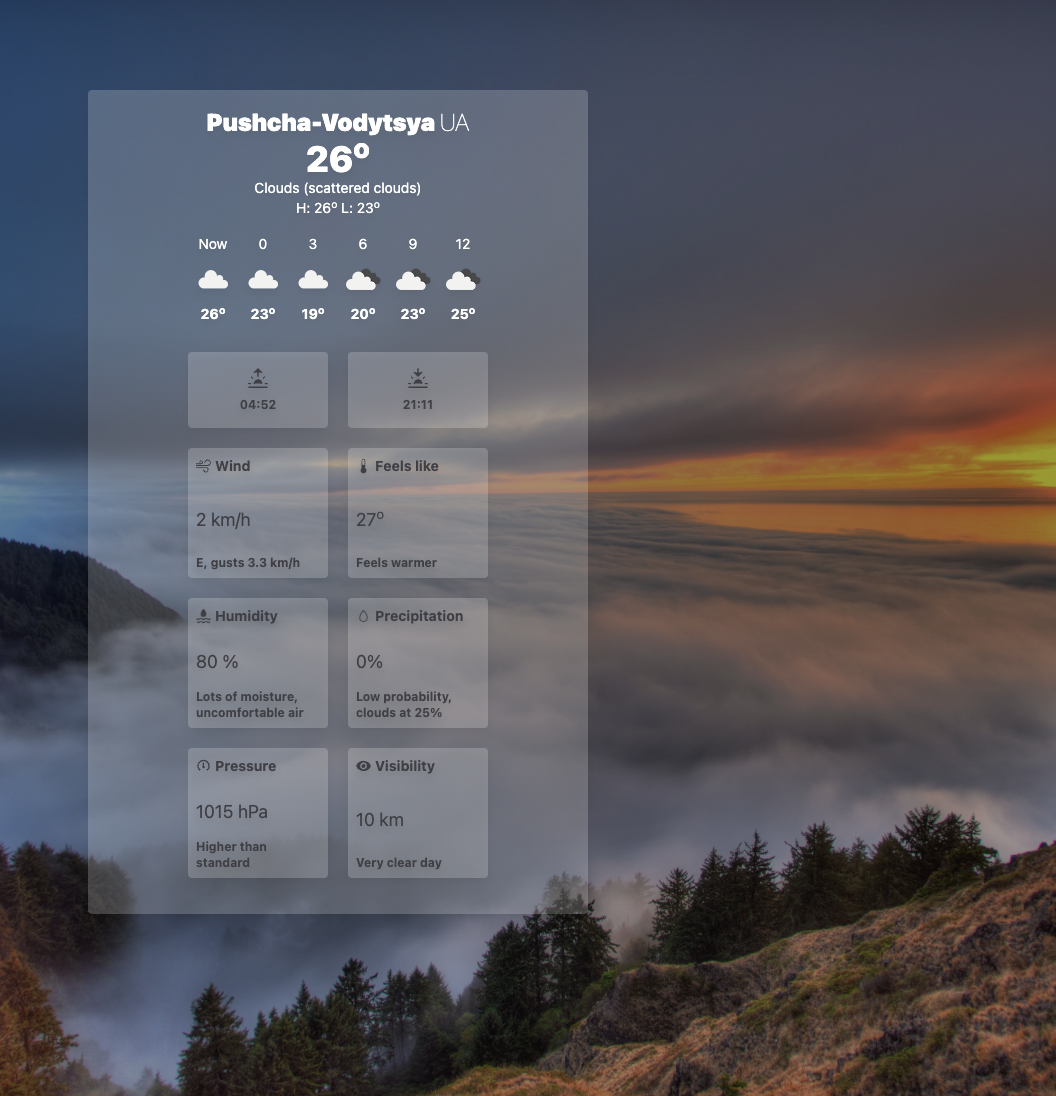 Pushcha-Vodytsya UA
26º
Clouds (scattered clouds)
H: 26º L: 23º
Now 0 3 6 9 12
26º 23º 19º 20º 23º 25º
04:52 21:11
Wind
2 km/h
E, gusts 3.3 km/h
Feels like
27º
Feels warmer
Humidity
80 %
Lots of moisture,
uncomfortable air
Precipitation
0%
Low probability,
clouds at 25%
Pressure
1015 hPa
Higher than
standard
Visibility
10 km
Very clear day